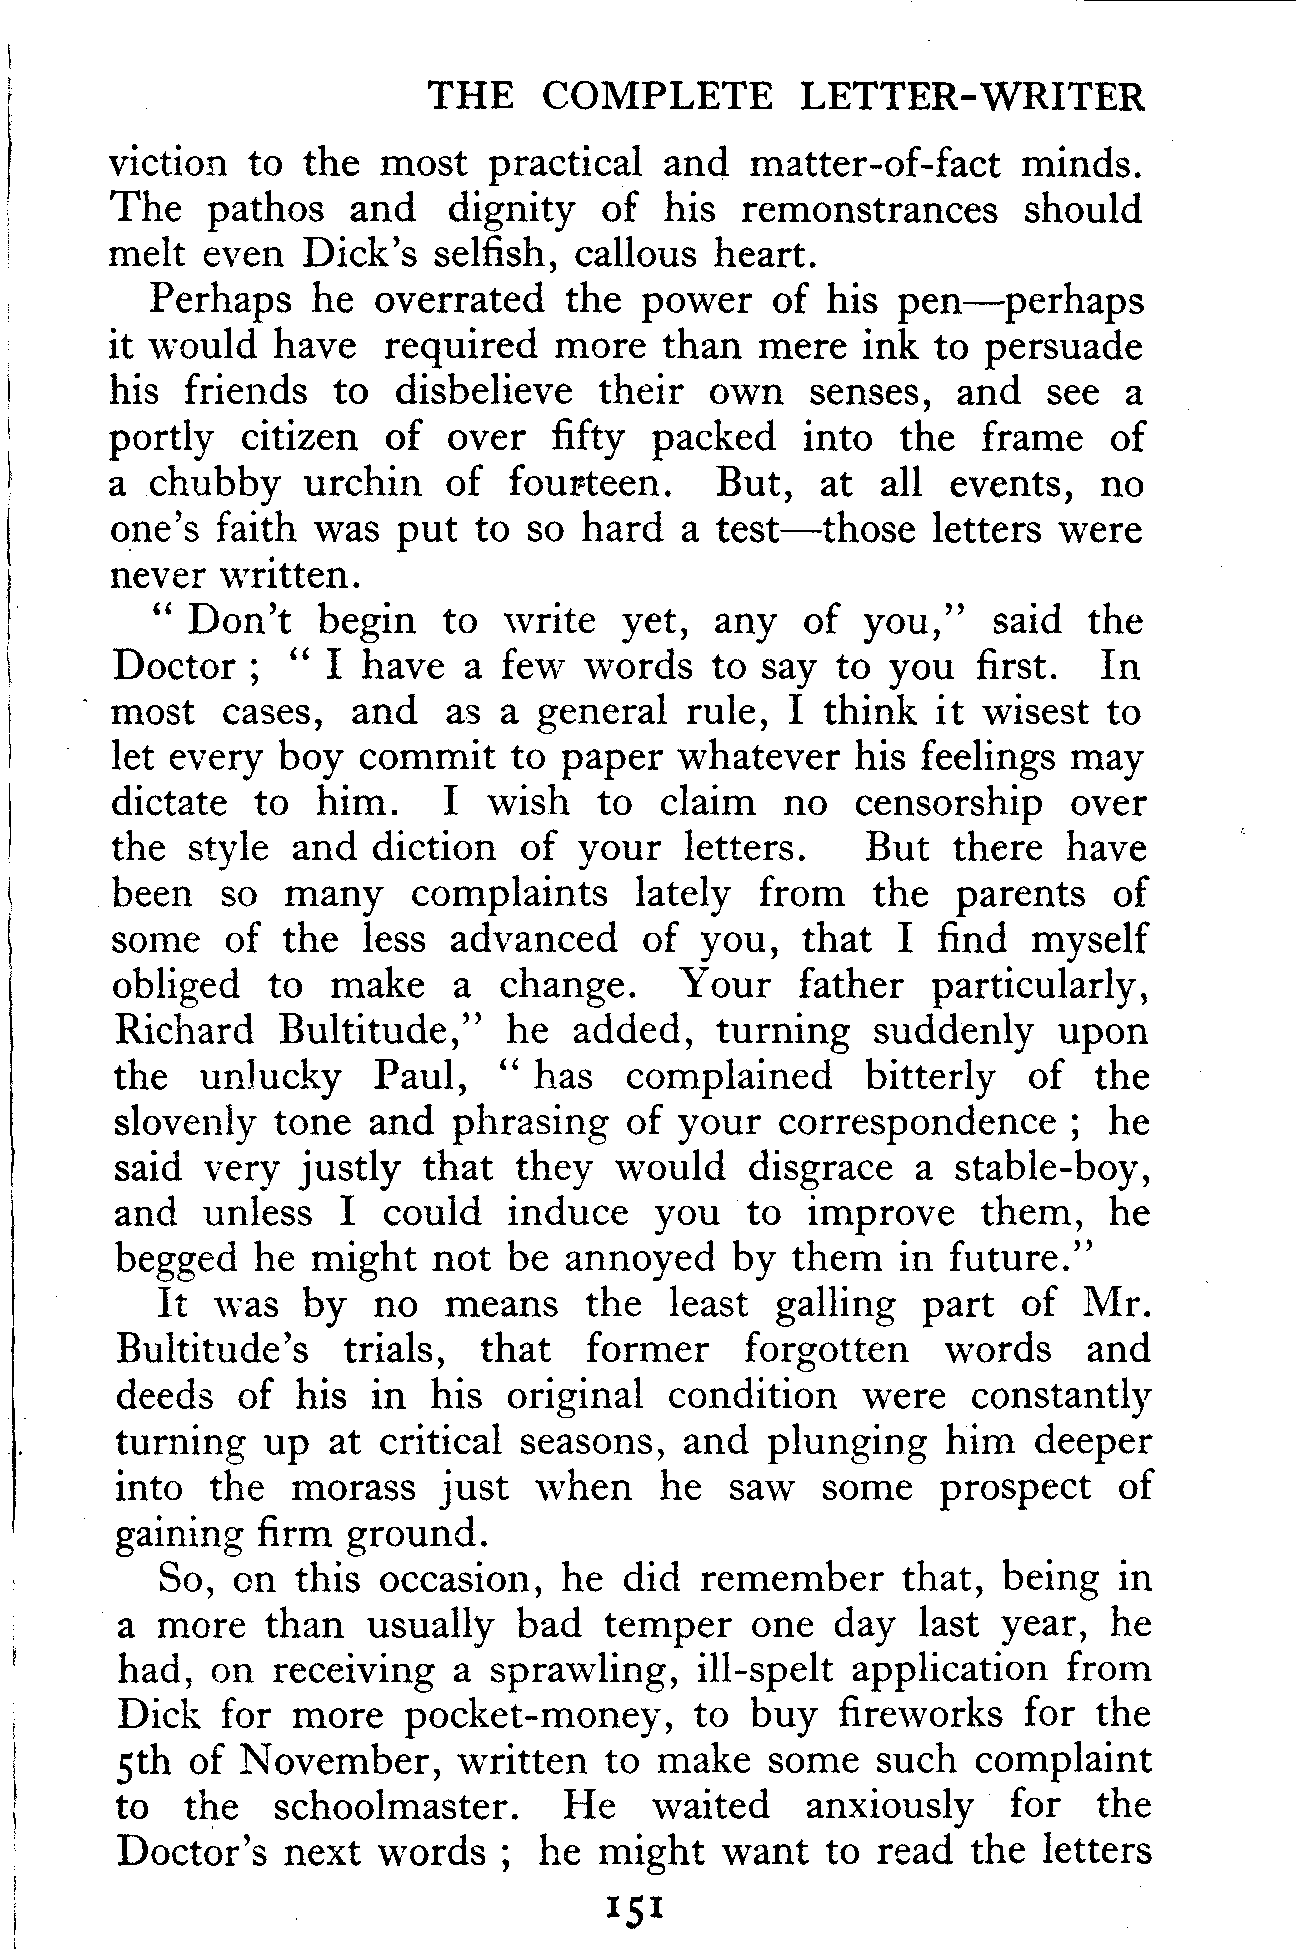 THE COMPLETE LETTER-WRITER
viction to the most practical and matter-of-fact minds.
The pathos and dignity of his remonstrances should
melt even Dick's selfish, callous heart.
Perhaps he overrated the power of his pen—perhaps
it would have required more than mere ink to persuade
his friends to disbelieve their own senses, and see a
portly citizen of over fifty packed into the frame of
a chubby urchin of fourteen. But, at all events, no
one's faith was put to so hard a test—those letters were
never written.
" Don't begin to write yet, any of you," said the
Doctor ; " I have a few words to say to you first. In
most cases, and as a general rule, I think it wisest to
let every boy commit to paper whatever his feelings may
dictate to him. I wish to claim no censorship over
the style and diction of your letters. But there have
been so many complaints lately from the parents of
some of the less advanced of you, that I find myself
obliged to make a change. Your father particularly,
Richard Bultitude," he added, turning suddenly upon
the unlucky Paul, " has complained bitterly of the
slovenly tone and phrasing of your correspondence ; he
said very justly that they would disgrace a stable-boy,
and unless I could induce you to improve them, he
begged he might not be annoyed by them in future."
It was by no means the least galling part of Mr.
Bultitude's trials, that former forgotten words and
deeds of his in his original condition were constantly
turning up at critical seasons, and plunging him deeper
into the morass just when he saw some prospect of
gaining firm ground.
So, on this occasion, he did remember that, being in
a more than usually bad temper one day last year, he
had, on receiving a sprawling, ill-spelt application from
Dick for more pocket-money, to buy fireworks for the
5th of November, written to make some such complaint
to the schoolmaster. He waited anxiously for the
Doctor's next words ; he might want to read the letters
151